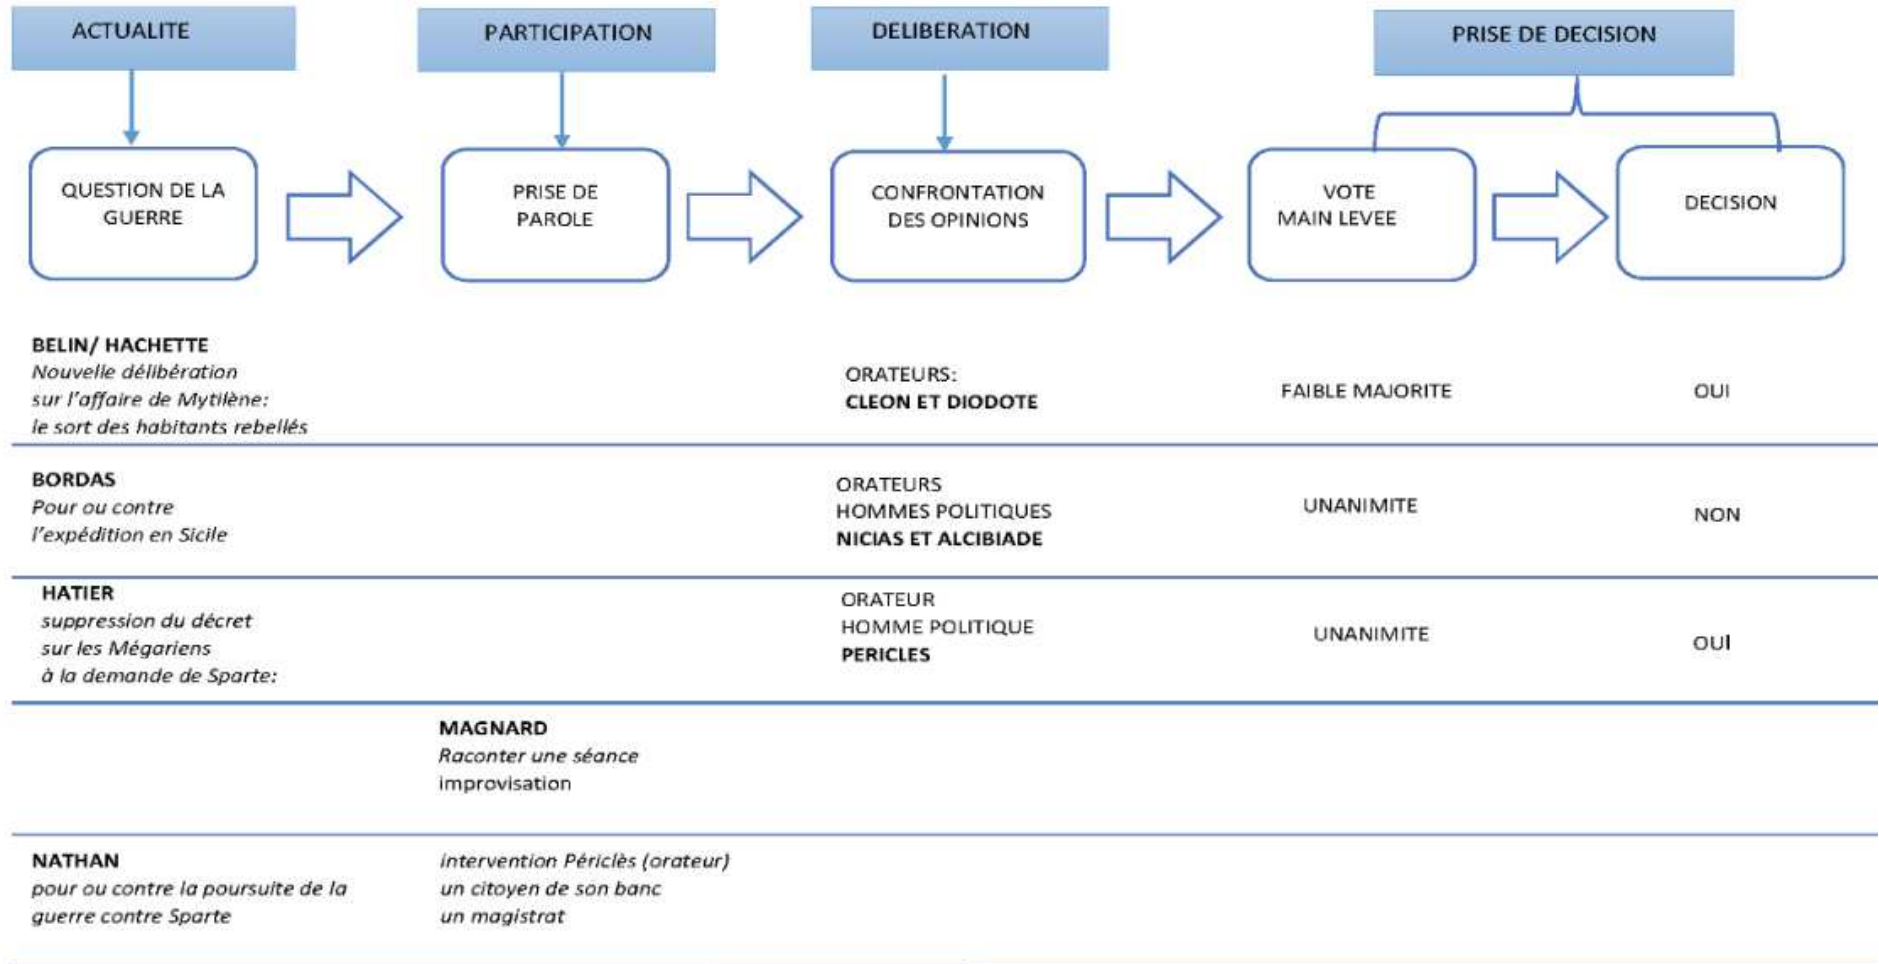 ACTUALITE
PARTICIPATION
DELIBERATION
PRISE DE DECISION
QUESTION DE LA
GUERRE
PRISE DE
PAROLE
CONFRONTATION
DES OPINIONS
VOTE
MAIN LEVEE
DECISION
BELIN/ HACHETTE
Nouvelle délibération
sur l'affaire de Mytilène:
le sort des habitants rebellés
ORATEURS:
CLEON ET DIODOTE
FAIBLE MAJORITE
OUI
BORDAS
Pour ou contre
l'expédition en Sicile
ORATEURS
HOMMES POLITIQUES
NICIAS ET ALCIBIADE
UNANIMITE
NON
HATIER
suppression du décret
sur les Mégariens
à la demande de Sparte:
ORATEUR
HOMME POLITIQUE
PERICLES
UNANIMITE
OUI
MAGNARD
Raconter une séance
improvisation
NATHAN
pour ou contre la poursuite de la
guerre contre Sparte
intervention Périclès (orateur)
un citoyen de son banc
un magistrat